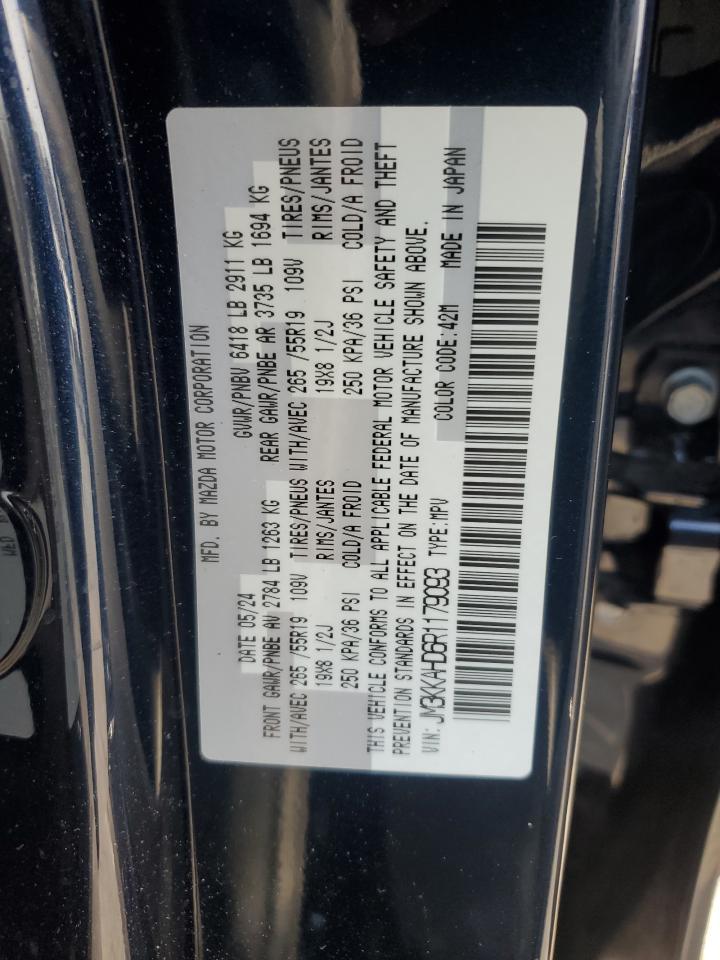 MFD. BY MAZDA MOTOR CORPORATION
DATE 05/24 GVWR/PNBV 6418 LB 2911 KG
FRONT GAWR/PNBE AV 2784 LB 1263 KG REAR GAWR/PNBE AR 3735 LB 1694 KG
WITH/AVEC 265 /55R19 109V TIRES/PNEUS WITH/AVEC 265 /55R19 109V TIRES/PNEUS
19X8 1/2J RIMS/JANTES 19X8 1/2J RIMS/JANTES
250 KPA/36 PSI COLD/A FROID 250 KPA/36 PSI COLD/A FROID
THIS VEHICLE CONFORMS TO ALL APPLICABLE FEDERAL MOTOR VEHICLE SAFETY AND THEFT
PREVENTION STANDARDS IN EFFECT ON THE DATE OF MANUFACTURE SHOWN ABOVE.
VIN: JM3KKAHD6R1179093 TYPE:MPV COLOR CODE:42M MADE IN JAPAN